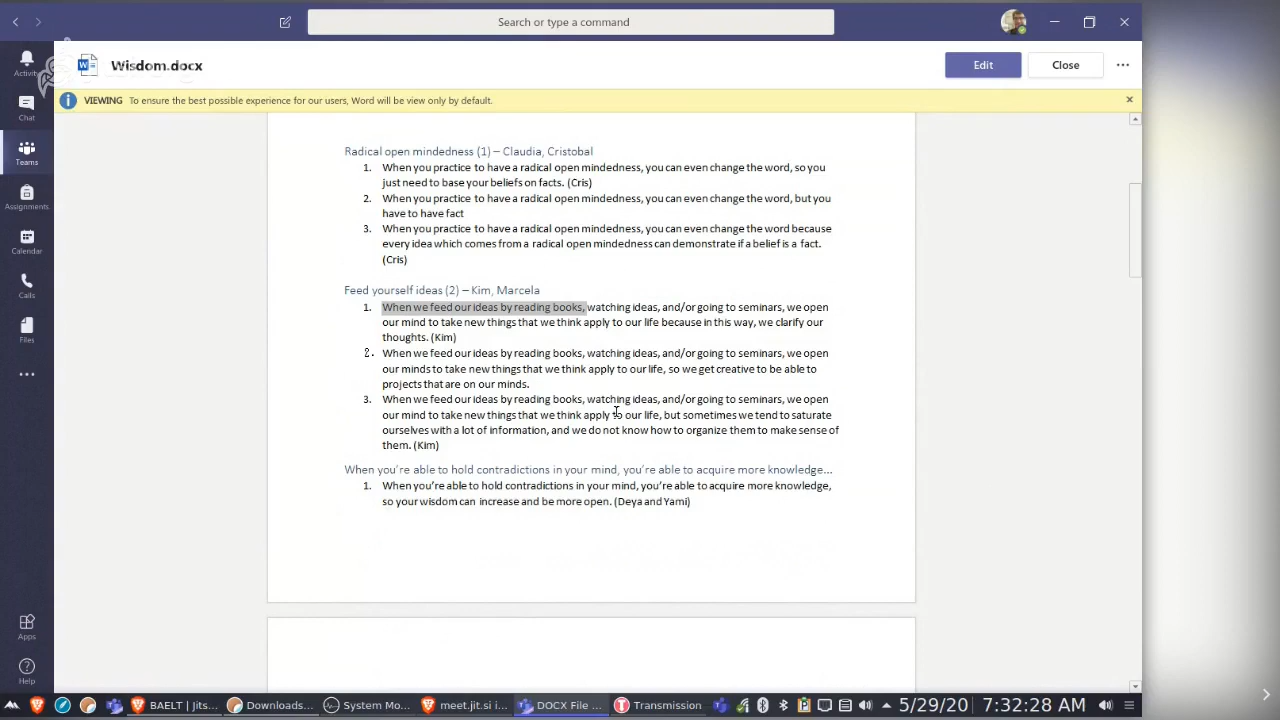 Search or type a command
Activity
Chat
Teams
Assignments
Calendar
Calls
Files
Apps
Help
Wisdom.docx
Edit
Close
VIEWING To ensure the best possible experience for our users, Word will be view only by default.
Radical open mindedness (1) – Claudia, Cristobal
1. When you practice to have a radical open mindedness, you can even change the word, so you
just need to base your beliefs on facts. (Cris)
2. When you practice to have a radical open mindedness, you can even change the word, but you
have to have fact
3. When you practice to have a radical open mindedness, you can even change the word because
every idea which comes from a radical open mindedness can demonstrate if a belief is a fact.
(Cris)
Feed yourself ideas (2) – Kim, Marcela
1. When we feed our ideas by reading books, watching ideas, and/or going to seminars, we open
our mind to take new things that we think apply to our life because in this way, we clarify our
thoughts. (Kim)
2. When we feed our ideas by reading books, watching ideas, and/or going to seminars, we open
our minds to take new things that we think apply to our life, so we get creative to be able to
projects that are on our minds.
3. When we feed our ideas by reading books, watching ideas, and/or going to seminars, we open
our mind to take new things that we think apply to our life, but sometimes we tend to saturate
ourselves with a lot of information, and we do not know how to organize them to make sense of
them. (Kim)
When you're able to hold contradictions in your mind, you're able to acquire more knowledge...
1. When you're able to hold contradictions in your mind, you're able to acquire more knowledge,
so your wisdom can increase and be more open. (Deya and Yami)
BAELT | Jits...
Downloads...
System Mo...
meet.jit.si i...
DOCX File ...
Transmission
5/29/20
7:32:28 AM